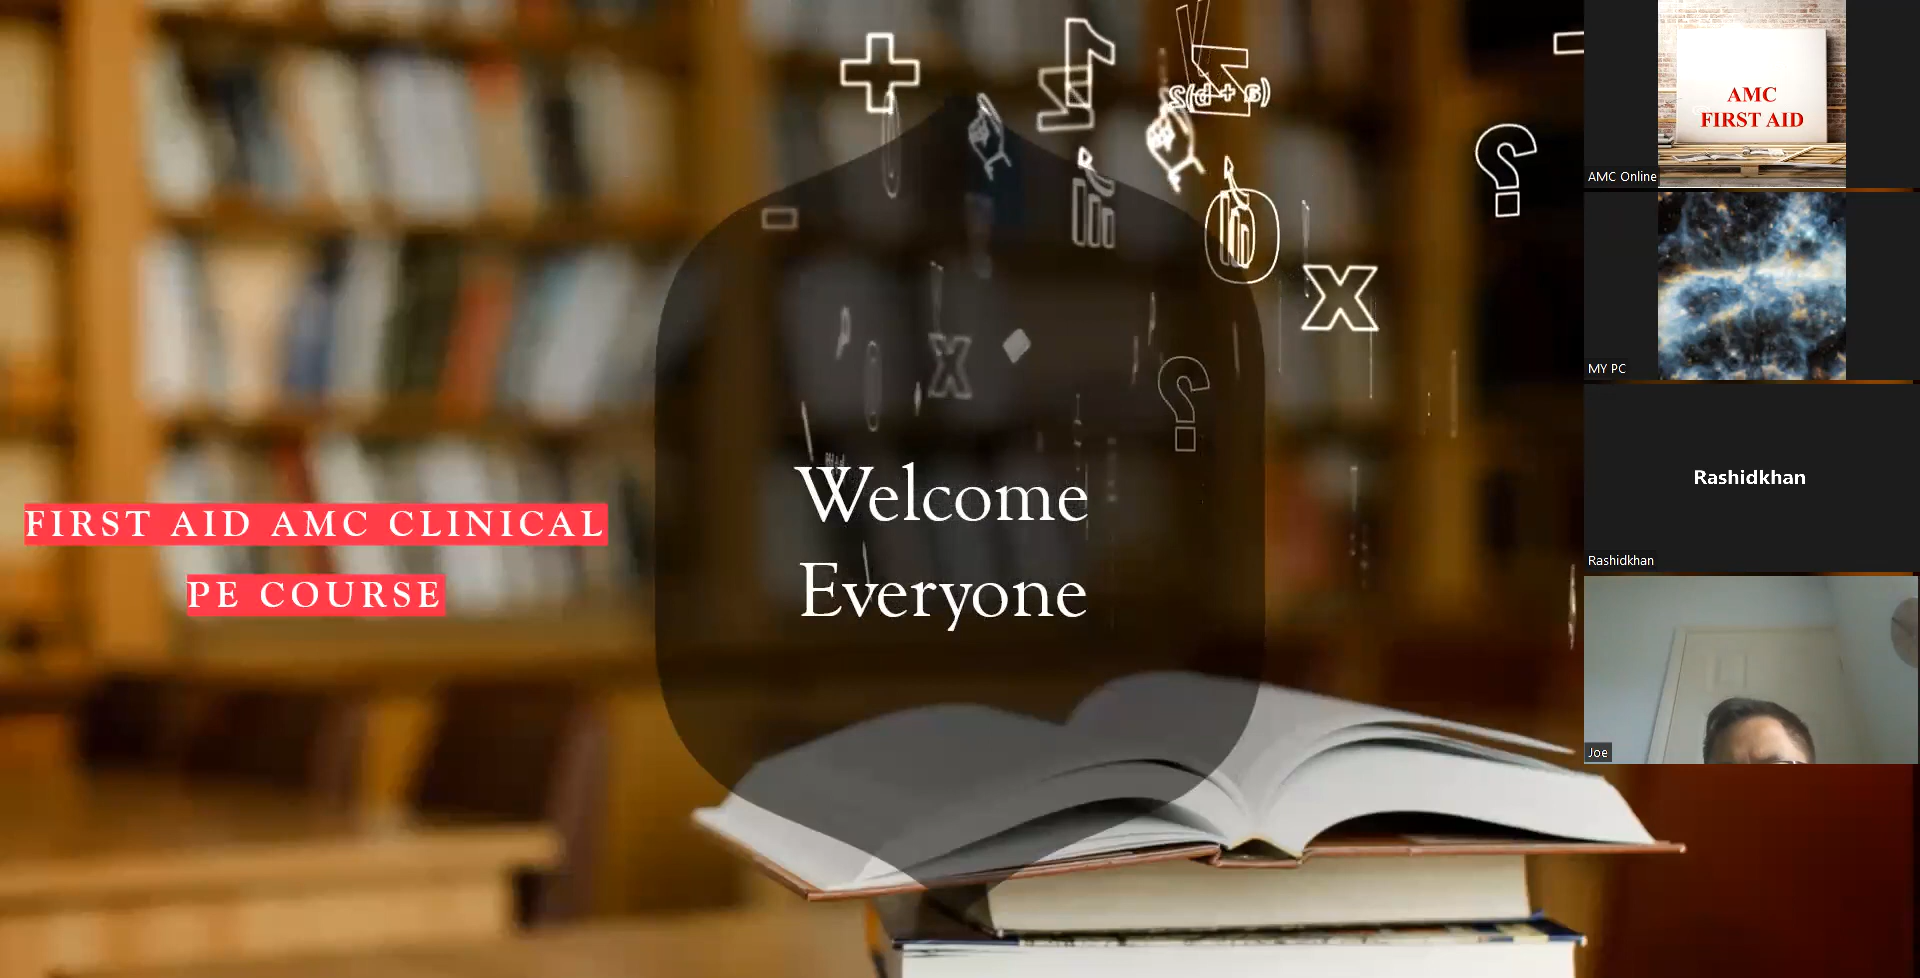 FIRST AID AMC CLINICAL
PE COURSE
Welcome
Everyone
AMC
FIRST AID
AMC Online
MY PC
Rashidkhan
Rashidkhan
Joe